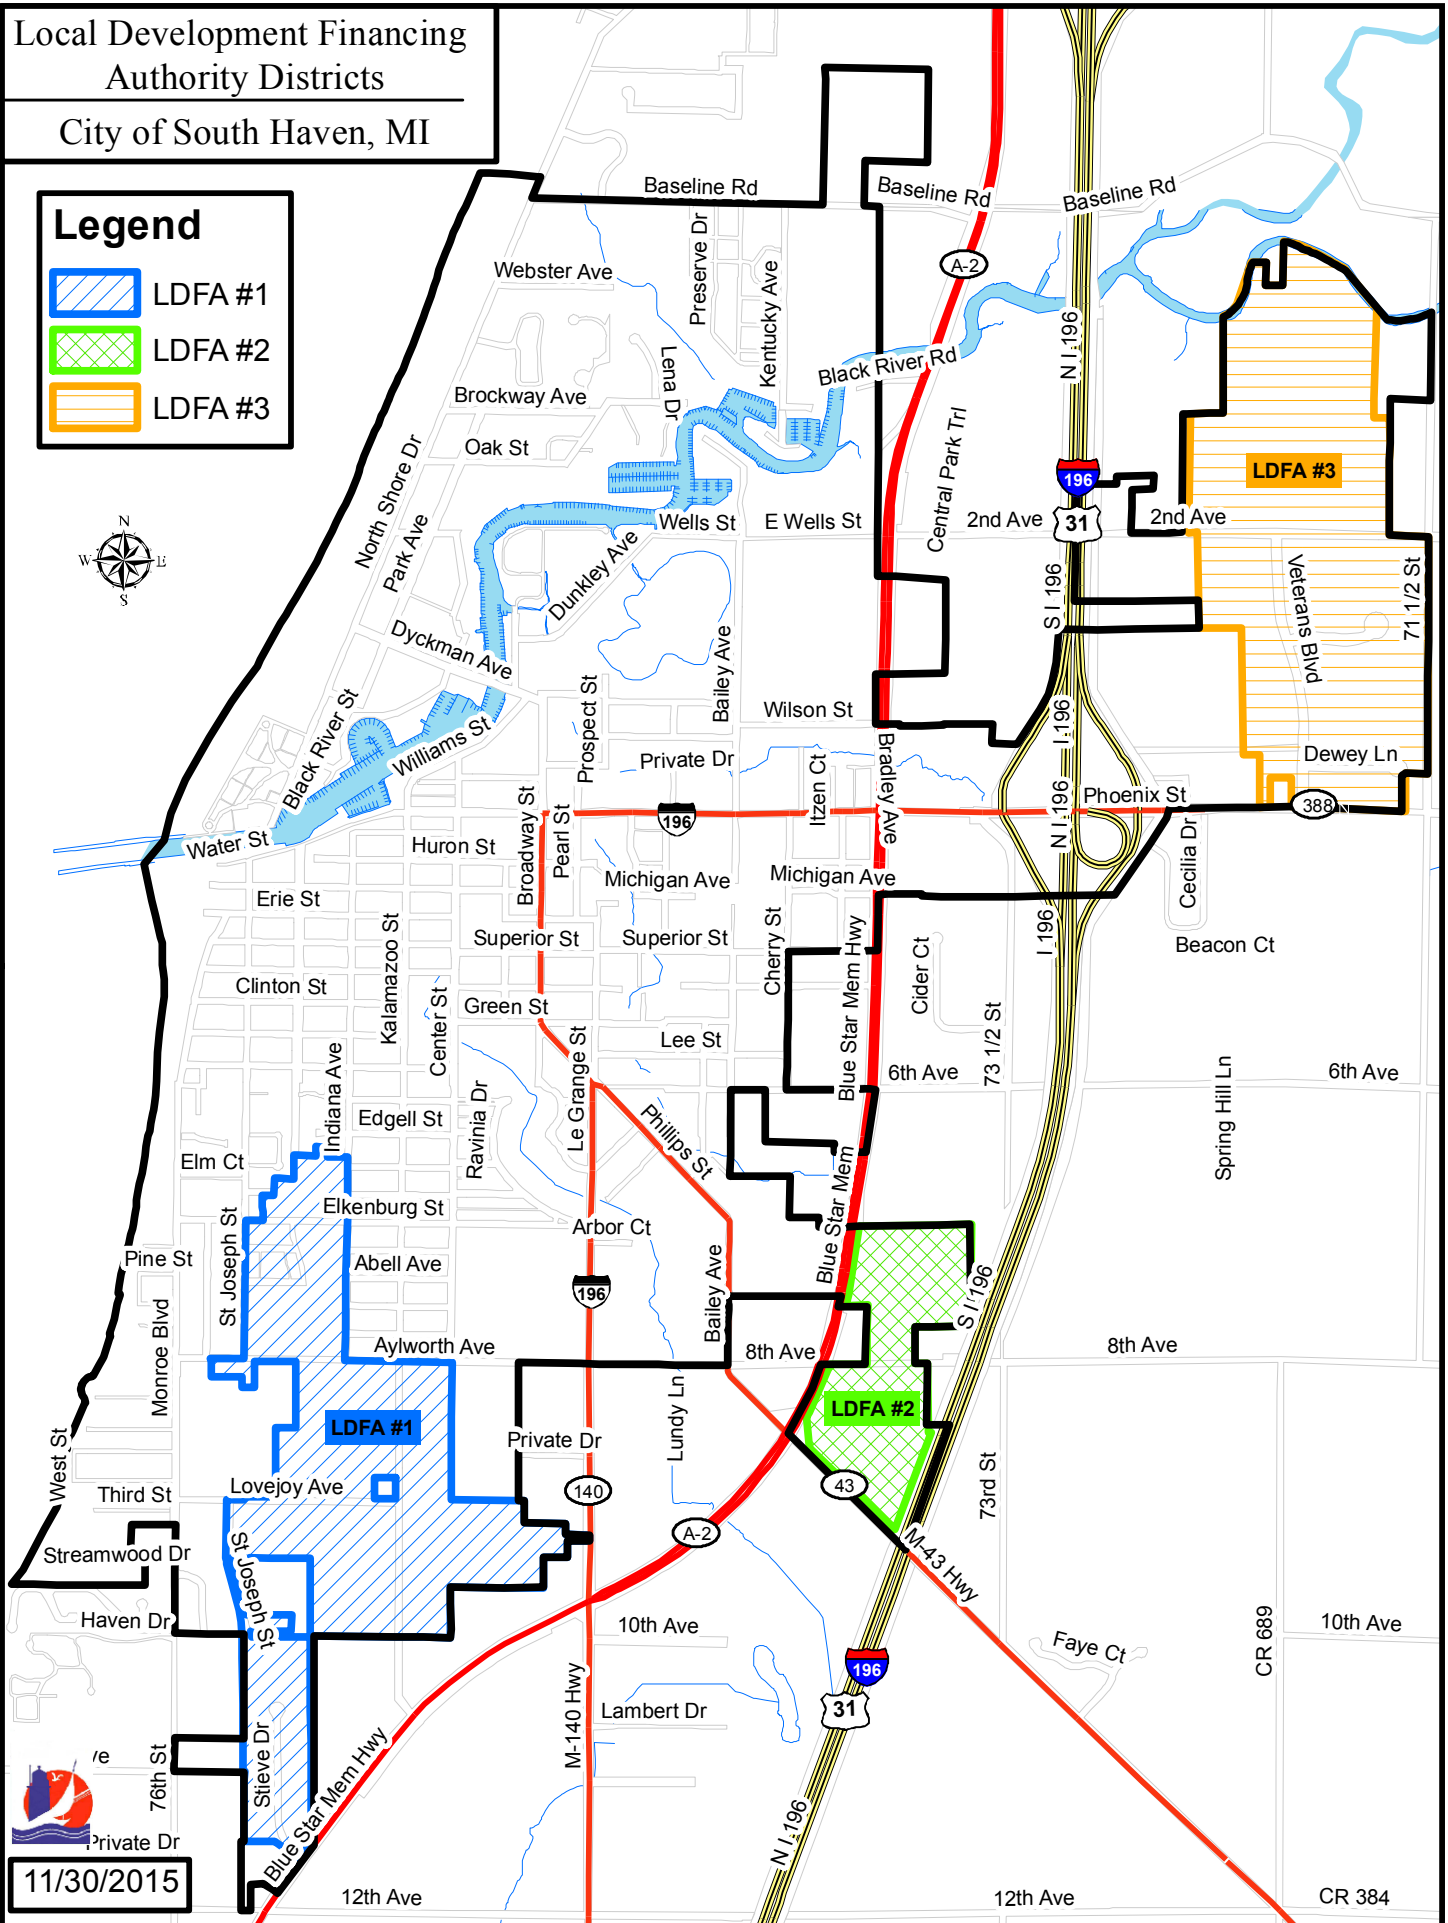 Local Development Financing
Authority Districts
City of South Haven, MI
Legend
LDFA #1
LDFA #2
LDFA #3
N
W
E
S
Baseline Rd
Baseline Rd
Baseline Rd
Webster Ave
Preserve Dr
Kentucky Ave
A-2
Black River Rd
N I 196
Lena Dr
Brockway Ave
Oak St
North Shore Dr
Park Ave
Central Park Trl
LDFA #3
196
31
Wells St
E Wells St
2nd Ave
2nd Ave
Dunkley Ave
S I 196
Veterans Blvd
71 1/2 St
Dyckman Ave
Bailey Ave
Prospect St
Wilson St
I 196
Black River St
Williams St
Private Dr
Itzen Ct
Bradley Ave
Dewey Ln
Phoenix St
388
N
N I 196
Broadway St
Pearl St
196
Water St
Huron St
Michigan Ave
Michigan Ave
Cecilia Dr
Erie St
Kalamazoo St
Superior St
Superior St
Cherry St
Blue Star Mem Hwy
Cider Ct
I 196
Beacon Ct
Clinton St
Green St
Center St
Lee St
73 1/2 St
Indiana Ave
Le Grange St
6th Ave
6th Ave
Spring Hill Ln
Edgell St
Ravinia Dr
Phillips St
Elm Ct
Blue Star Mem
Elkenburg St
St Joseph St
Arbor Ct
Pine St
Abell Ave
196
Bailey Ave
S I 196
Monroe Blvd
Aylworth Ave
8th Ave
8th Ave
LDFA #1
LDFA #2
Lundy Ln
Private Dr
West St
Lovejoy Ave
Third St
140
43
73rd St
A-2
Streamwood Dr
St Joseph St
M-43 Hwy
Haven Dr
10th Ave
10th Ave
Faye Ct
CR 689
196
31
M-140 Hwy
Lambert Dr
ve
76th St
Stieve Dr
Blue Star Mem Hwy
Private Dr
N I 196
11/30/2015
12th Ave
12th Ave
CR 384